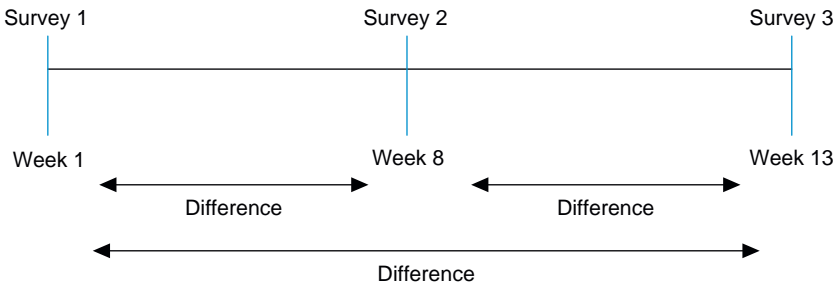 Survey 1 Survey 2 Survey 3
Week 1 Week 8 Week 13
Difference Difference
Difference